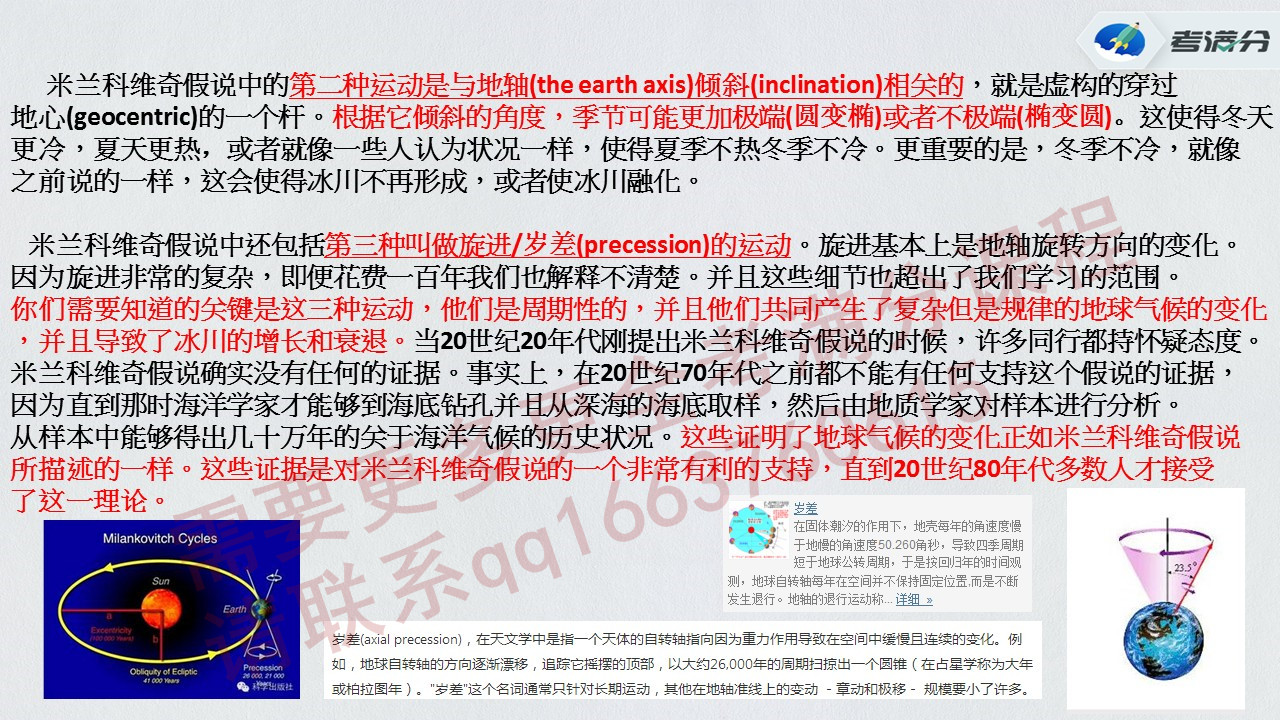 考满分
米兰科维奇假说中的第二种运动是与地轴(the earth axis)倾斜(inclination)相关的，就是虚构的穿过
地心(geocentric)的一个杆。根据它倾斜的角度，季节可能更加极端(圆变椭)或者不极端(椭变圆)。这使得冬天
更冷，夏天更热，或者就像一些人认为状况一样，使得夏季不热冬季不冷。更重要的是，冬季不冷，就像
之前说的一样，这会使得冰川不再形成，或者使冰川融化。
米兰科维奇假说中还包括第三种叫做旋进/岁差(precession)的运动。旋进基本上是地轴旋转方向的变化。
因为旋进非常的复杂，即便花费一百年我们也解释不清楚。并且这些细节也超出了我们学习的范围。
你们需要知道的关键是这三种运动，他们是周期性的，并且他们共同产生了复杂但是规律的地球气候的变化
，并且导致了冰川的增长和衰退。当20世纪20年代刚提出米兰科维奇假说的时候，许多同行都持怀疑态度。
米兰科维奇假说确实没有任何的证据。事实上，在20世纪70年代之前都不能有任何支持这个假说的证据，
因为直到那时海洋学家才能够到海底钻孔并且从深海的海底取样，然后由地质学家对样本进行分析。
从样本中能够得出几十万年的关于海洋气候的历史状况。这些证明了地球气候的变化正如米兰科维奇假说
所描述的一样。这些证据是对米兰科维奇假说的一个非常有利的支持，直到20世纪80年代多数人才接受
了这一理论。
需要更多更全考满分课程
请联系qq1663760615
Milankovitch Cycles
Sun
Earth
a
b
Excentricity
(100 000 Years)
Obliquity of Ecliptic
41 000 Years
Precession
26 000, 21 000
Years
科学出版社
岁差
在固体潮汐的作用下，地壳每年的角速度慢
于地幔的角速度50.260角秒，导致四季周期
短于地球公转周期，于是按回归年的时间观
测，地球自转轴每年在空间并不保持固定位置,而是不断
发生退行。地轴的退行运动称... 详细 »
岁差(axial precession)，在天文学中是指一个天体的自转轴指向因为重力作用导致在空间中缓慢且连续的变化。例
如，地球自转轴的方向逐渐漂移，追踪它摇摆的顶部，以大约26,000年的周期扫掠出一个圆锥（在占星学称为大年
或柏拉图年）。"岁差"这个名词通常只针对长期运动，其他在地轴准线上的变动 －章动和极移－ 规模要小了许多。
23.5°